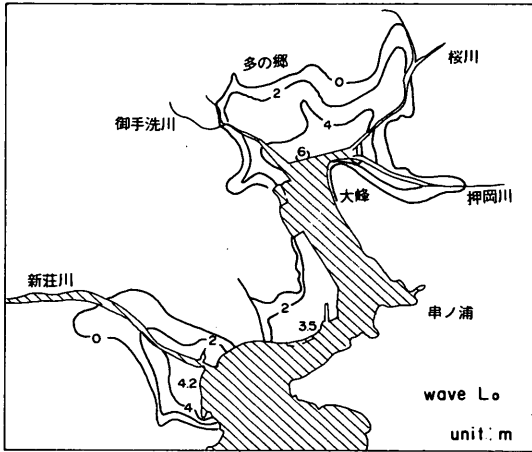 多の郷
桜川
0
2
御手洗川
4
6
大峰
押岡川
新荘川
2
串ノ浦
3.5
0
2
4.2
wave Lo
4
unit: m